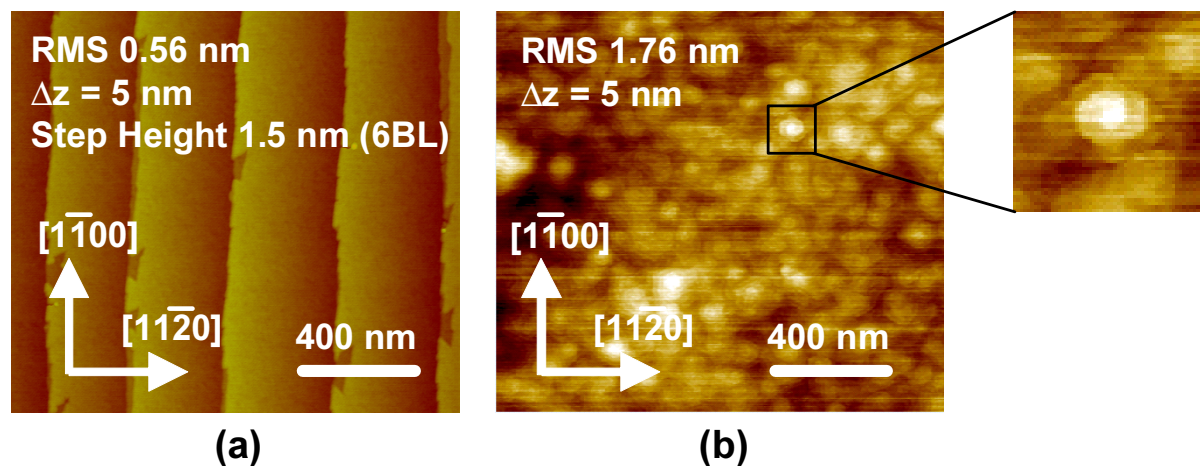 RMS 0.56 nm
Δz = 5 nm
Step Height 1.5 nm (6BL)
[11̅00]
[112̅0]
400 nm
(a)
RMS 1.76 nm
Δz = 5 nm
[11̅00]
[112̅0]
400 nm
(b)